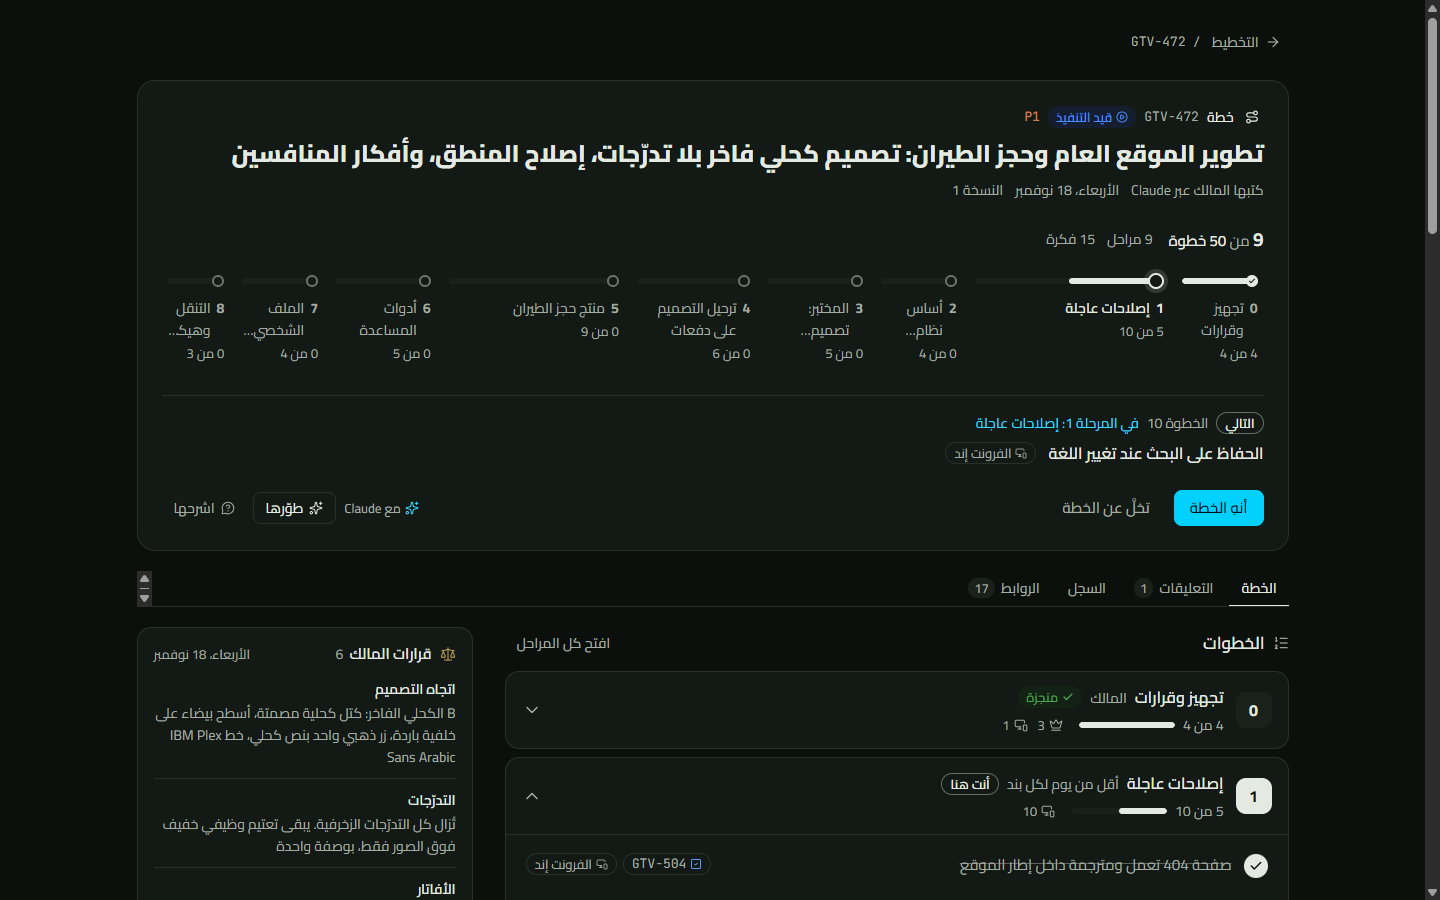 التخطيط / GTV-472
خطة GTV-472 قيد التنفيذ P1
تطوير الموقع العام وحجز الطيران: تصميم كحلي فاخر بلا تدرّجات، إصلاح المنطق، وأفكار المنافسين
كتبها المالك عبر Claude الأربعاء، 18 نوفمبر النسخة 1
9 من 50 خطوة 9 مراحل 15 فكرة
0 تجهيز وقرارات
4 من 4
1 إصلاحات عاجلة
5 من 10
2 أساس نظام...
0 من 4
3 المختبر: تصميم...
0 من 5
4 ترحيل التصميم على دفعات
0 من 6
5 منتج حجز الطيران
0 من 9
6 أدوات المساعدة
0 من 5
7 الملف الشخصي...
0 من 4
8 التنقل وهيك...
0 من 3
التالي الخطوة 10 في المرحلة 1: إصلاحات عاجلة
الحفاظ على البحث عند تغيير اللغة الفرونت إند
أنهِ الخطة تخلَّ عن الخطة مع Claude طوّرها اشرحها
الخطة التعليقات 1 السجل الروابط 17
الخطوات افتح كل المراحل
0 تجهيز وقرارات المالك منجزة
4 من 4 3 1
1 إصلاحات عاجلة أقل من يوم لكل بند أنت هنا
5 من 10 10
صفحة 404 تعمل ومترجمة داخل إطار الموقع GTV-504 الفرونت إند
قرارات المالك 6 الأربعاء، 18 نوفمبر
اتجاه التصميم
B الكحلي الفاخر: كتل كحلية مصمتة، أسطح بيضاء على
خلفية باردة، زر ذهبي واحد بنص كحلي، خط IBM Plex
Sans Arabic
التدرّجات
تُزال كل التدرّجات الزخرفية. يبقى تعتيم وظيفي خفيف
فوق الصور فقط، بوصفة واحدة
الأفاتار